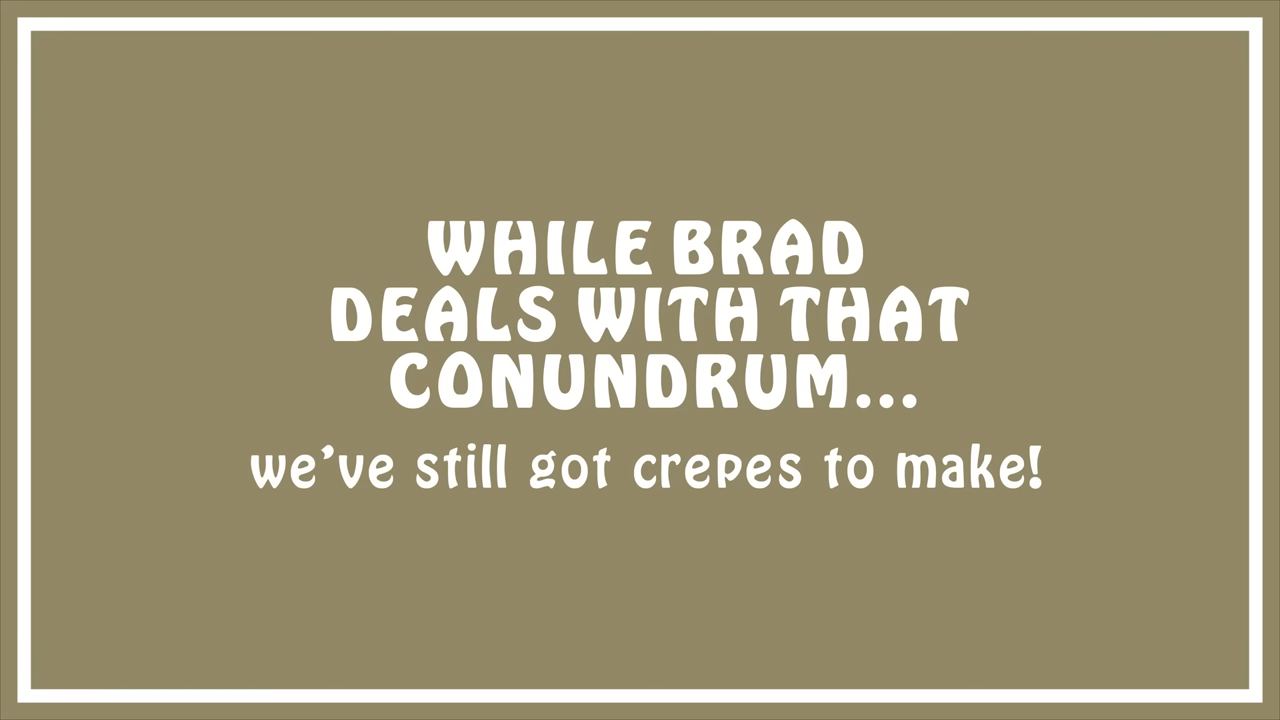 WHILE BRAD
DEALS WITH THAT
CONUNDRUM...
we’ve still got crepes to make!